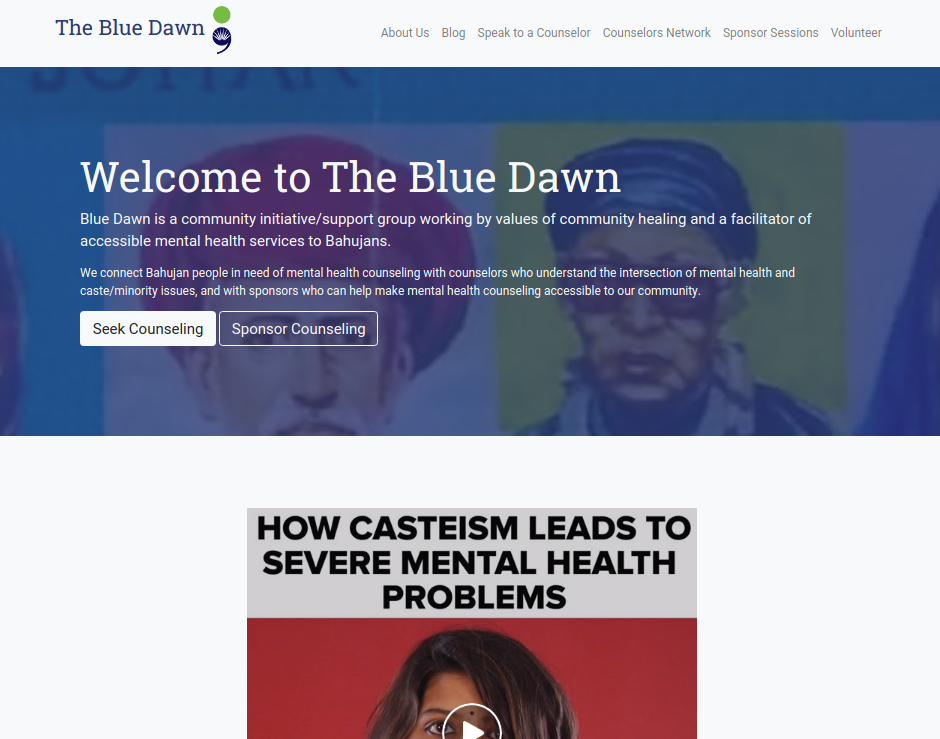 The Blue Dawn
About Us Blog Speak to a Counselor Counselors Network Sponsor Sessions Volunteer
JOHAR
Welcome to The Blue Dawn
Blue Dawn is a community initiative/support group working by values of community healing and a facilitator of
accessible mental health services to Bahujans.
We connect Bahujan people in need of mental health counseling with counselors who understand the intersection of mental health and
caste/minority issues, and with sponsors who can help make mental health counseling accessible to our community.
Seek Counseling Sponsor Counseling
HOW CASTEISM LEADS TO
SEVERE MENTAL HEALTH
PROBLEMS